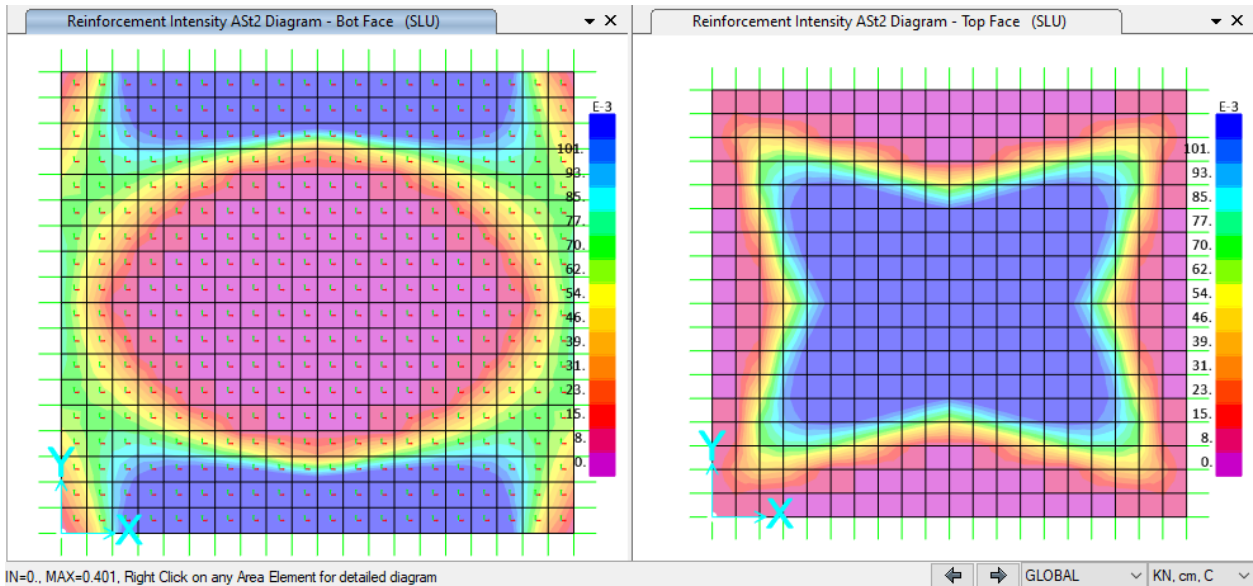 Reinforcement Intensity ASt2 Diagram - Bot Face (SLU)
Reinforcement Intensity ASt2 Diagram - Top Face (SLU)
E-3
101.
93.
85.
77.
70.
62.
54.
46.
39.
31.
23.
15.
8.
0.
Y
X
E-3
101.
93.
85.
77.
70.
62.
54.
46.
39.
31.
23.
15.
8.
0.
Y
X
IN=0., MAX=0.401, Right Click on any Area Element for detailed diagram
GLOBAL
KN, cm, C